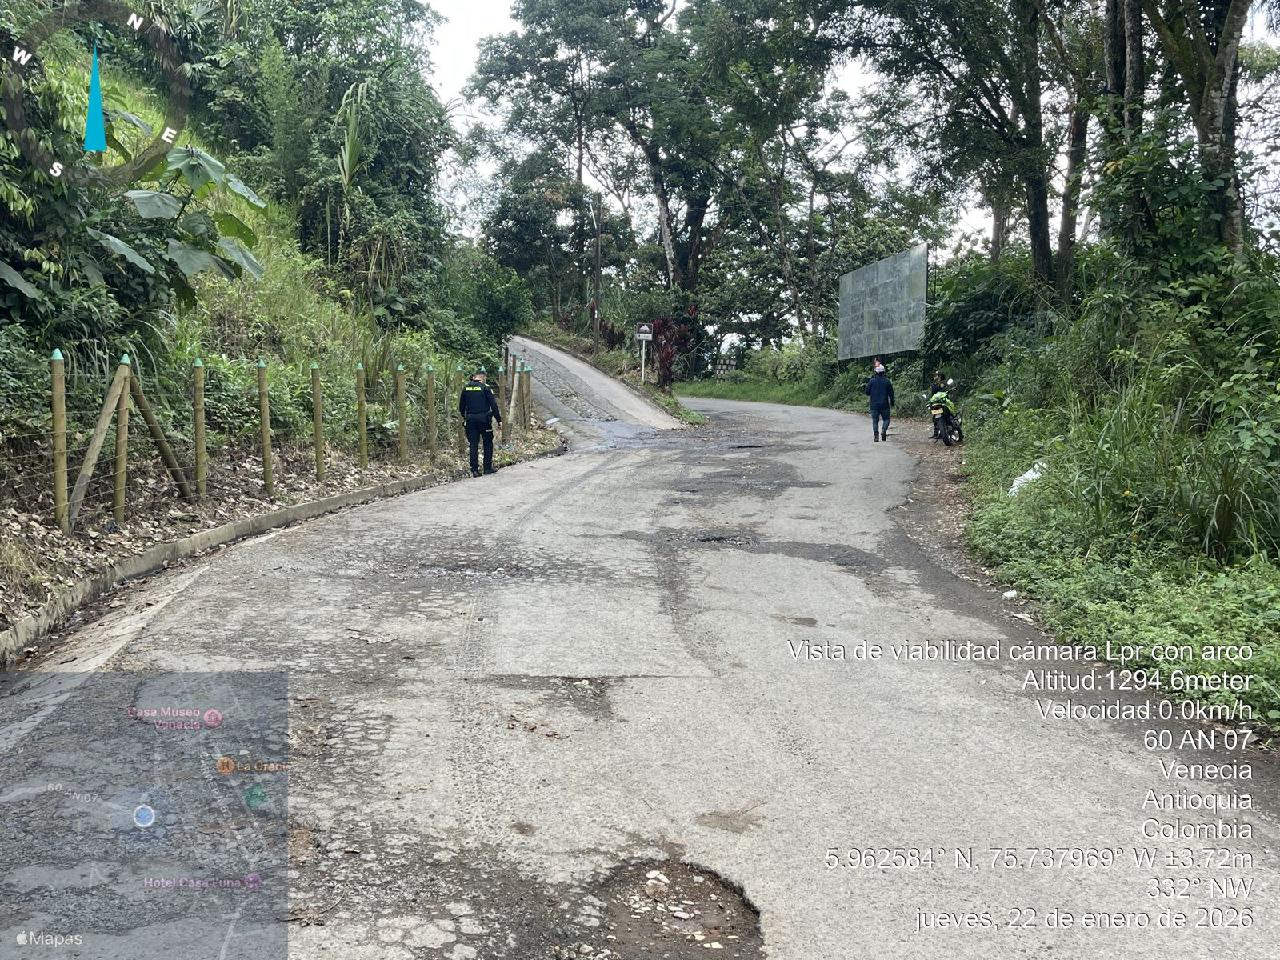 N
W
E
S
POLICIA
Vista de viabilidad cámara Lpr con arco
Altitud:1294.6meter
Velocidad:0.0km/h
60 AN 07
Venecia
Antioquia
Colombia
5.962584° N, 75.737969° W ±3.72m
332° NW
jueves, 22 de enero de 2026
Casa Museo
Venecia
60 AN 07
Hotel Casa Luna
Mapas